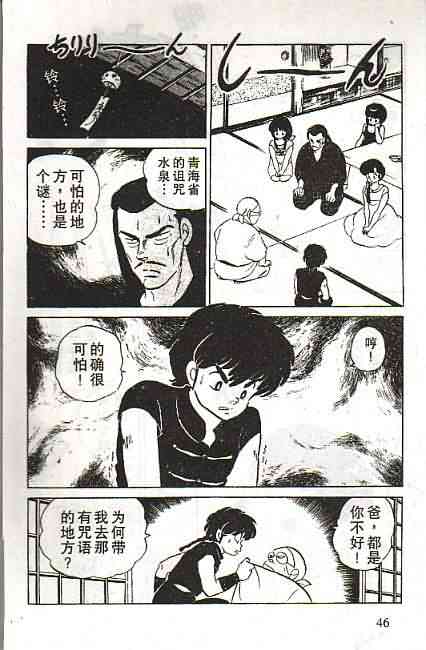 しーん
ちりりーーん
铃……
铃……
青海省
的诅咒
水泉……
可怕的地
方，也是
个谜……
哼！
的确很
可怕！
爸，都是
你不好！
为何带
我去那
有咒语
的地方？
46